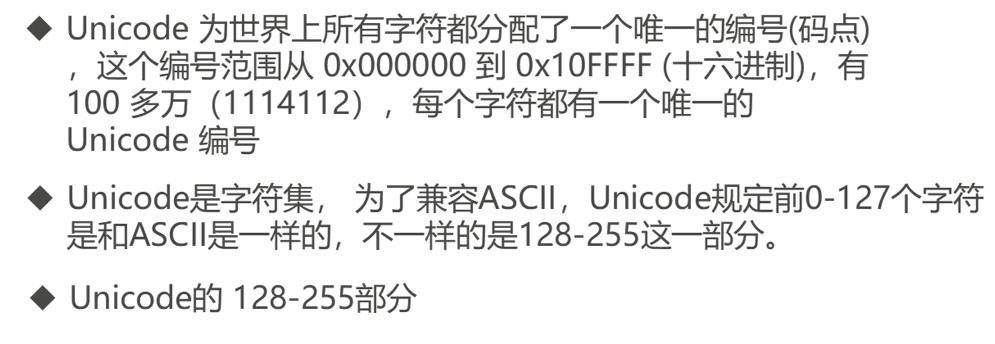 ◆ Unicode 为世界上所有字符都分配了一个唯一的编号(码点)
，这个编号范围从 0x000000 到 0x10FFFF (十六进制)，有
100 多万（1114112），每个字符都有一个唯一的
Unicode 编号
◆ Unicode是字符集， 为了兼容ASCII，Unicode规定前0-127个字符
是和ASCII是一样的，不一样的是128-255这一部分。
◆ Unicode的 128-255部分